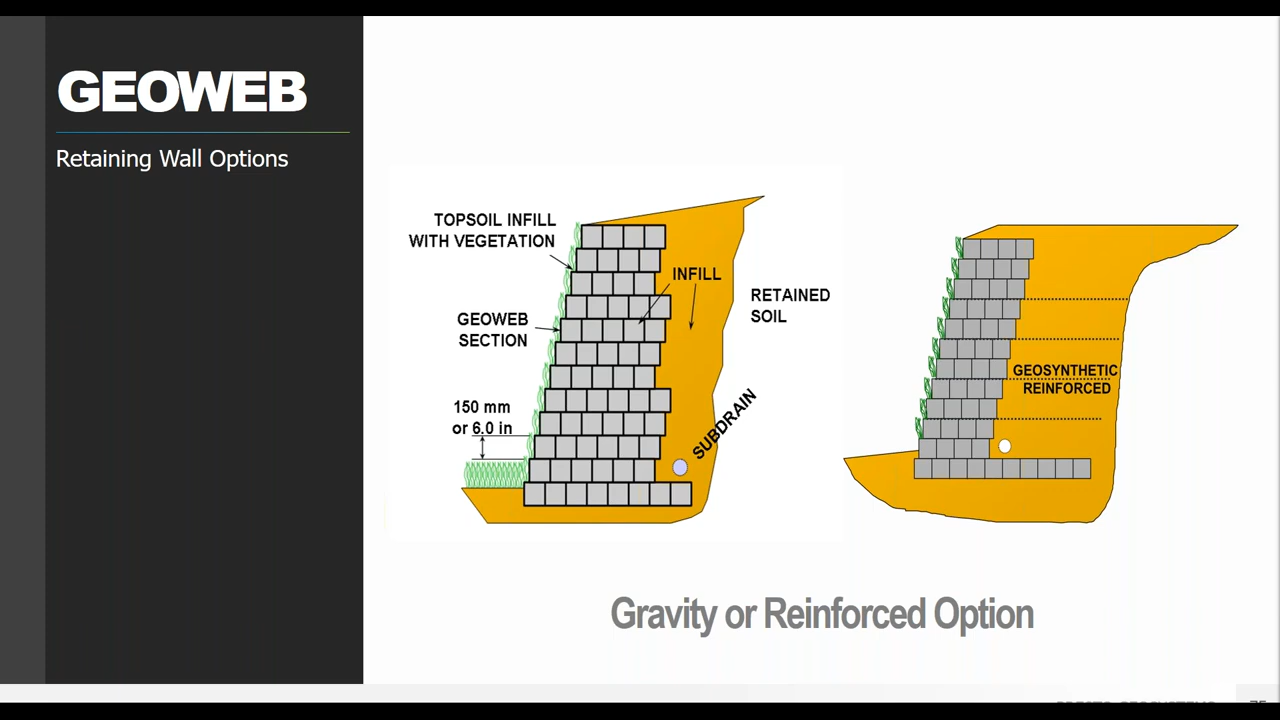 GEOWEB
Retaining Wall Options
TOPSOIL INFILL
WITH VEGETATION
INFILL
RETAINED
SOIL
GEOWEB
SECTION
150 mm
or 6.0 in
SUBDRAIN
GEOSYNTHETIC
REINFORCED
Gravity or Reinforced Option